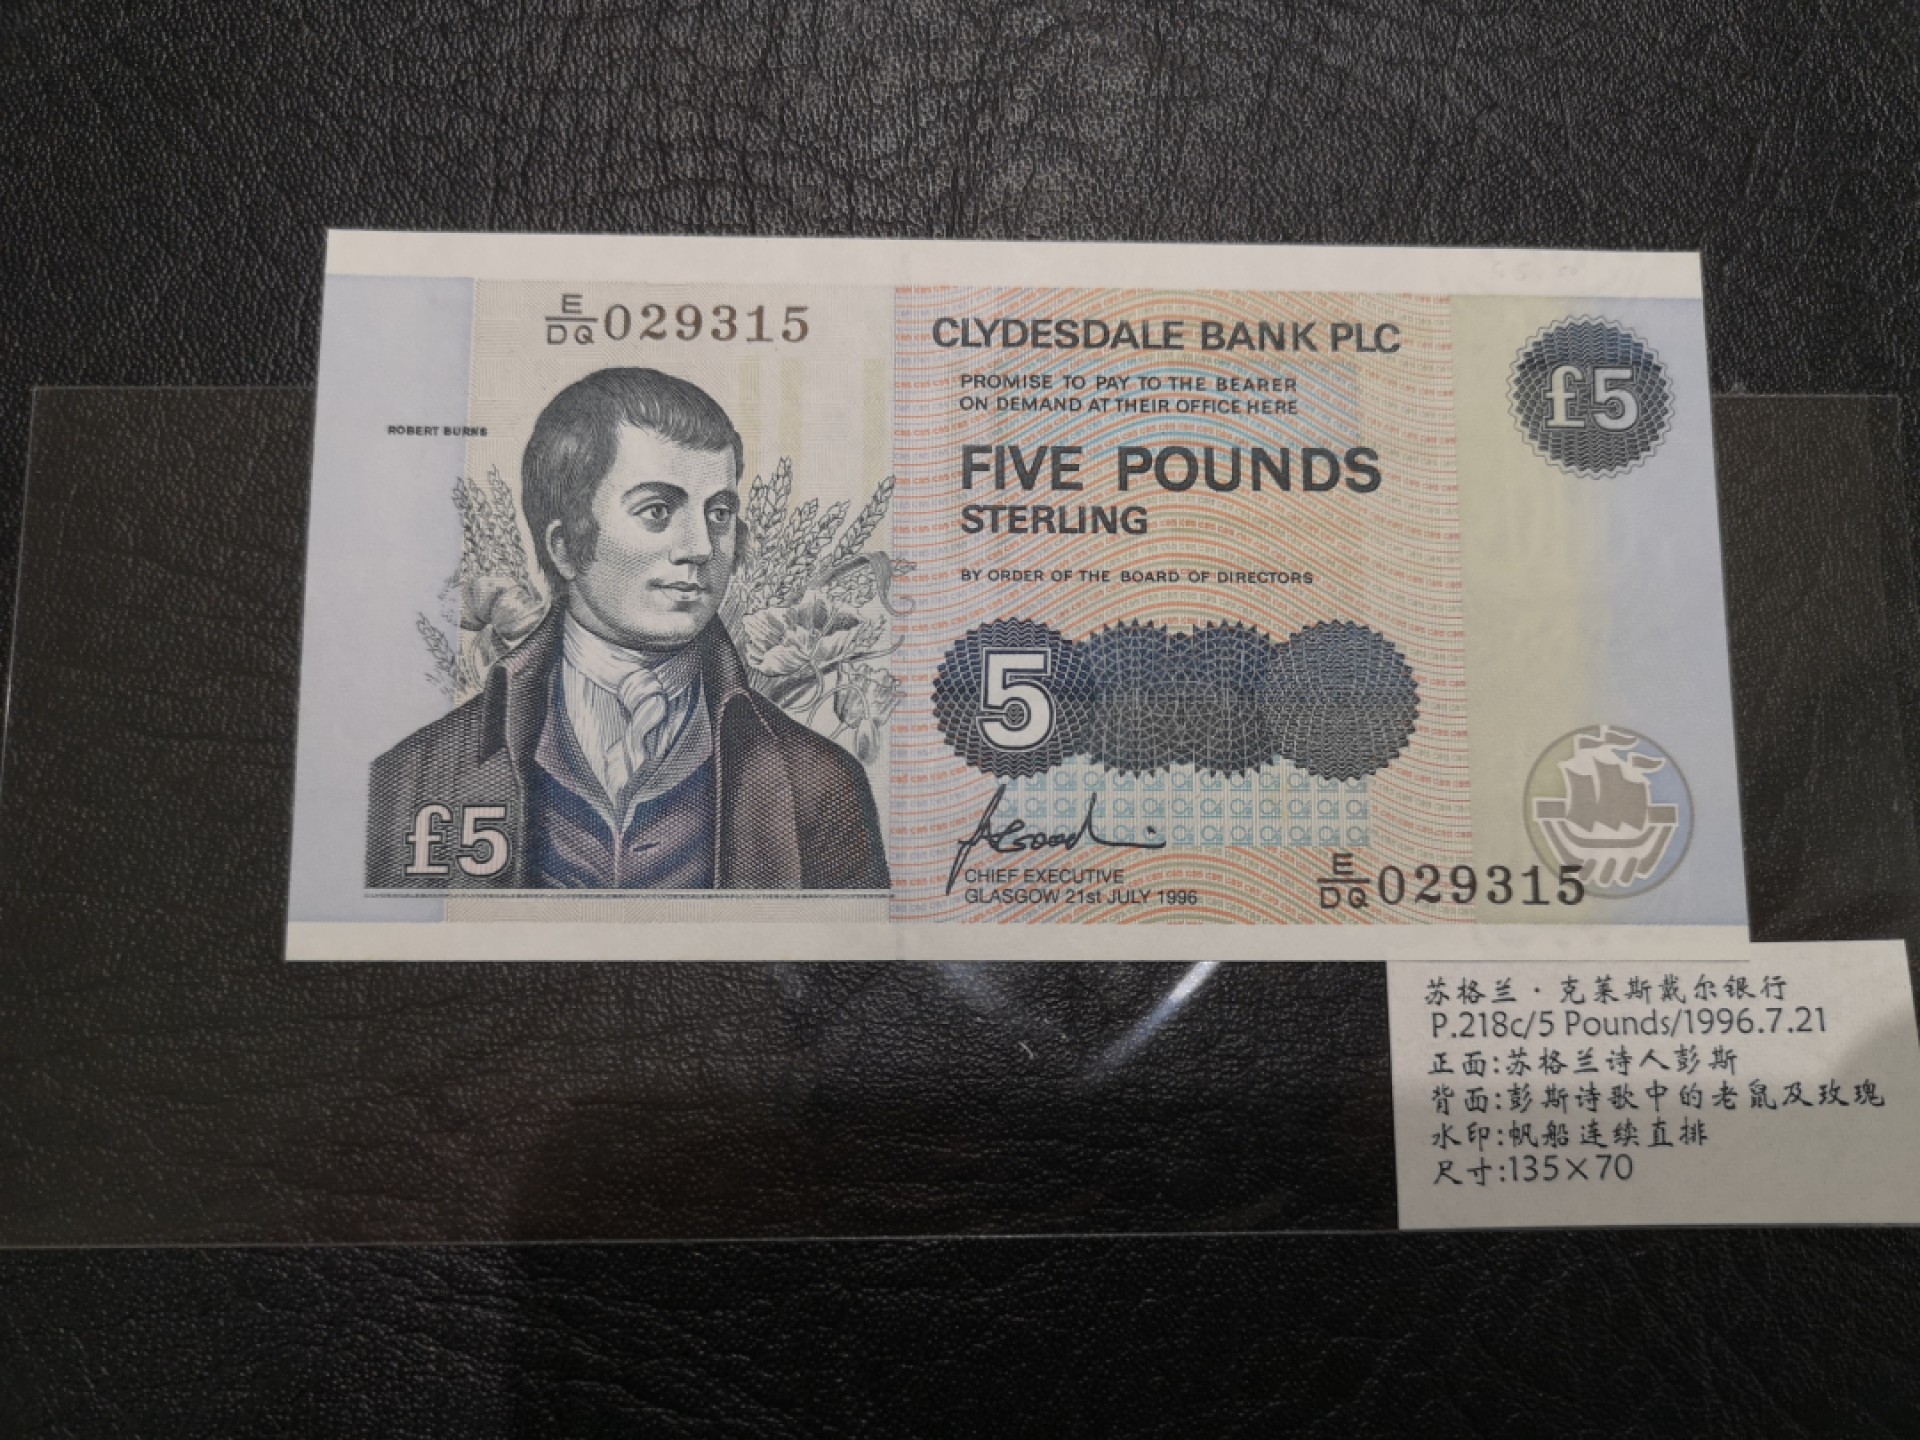 E/DQ 029315
CLYDESDALE BANK PLC
£5
PROMISE TO PAY TO THE BEARER
ON DEMAND AT THEIR OFFICE HERE
ROBERT BURNS
FIVE POUNDS
STERLING
BY ORDER OF THE BOARD OF DIRECTORS
5
£5
CHIEF EXECUTIVE
GLASGOW 21st JULY 1996
E/DQ 029315
苏格兰·克莱斯戴尔银行
P.218c/5 Pounds/1996.7.21
正面:苏格兰诗人彭斯
背面:彭斯诗歌中的老鼠及玫瑰
水印:帆船连续直排
尺寸:135×70